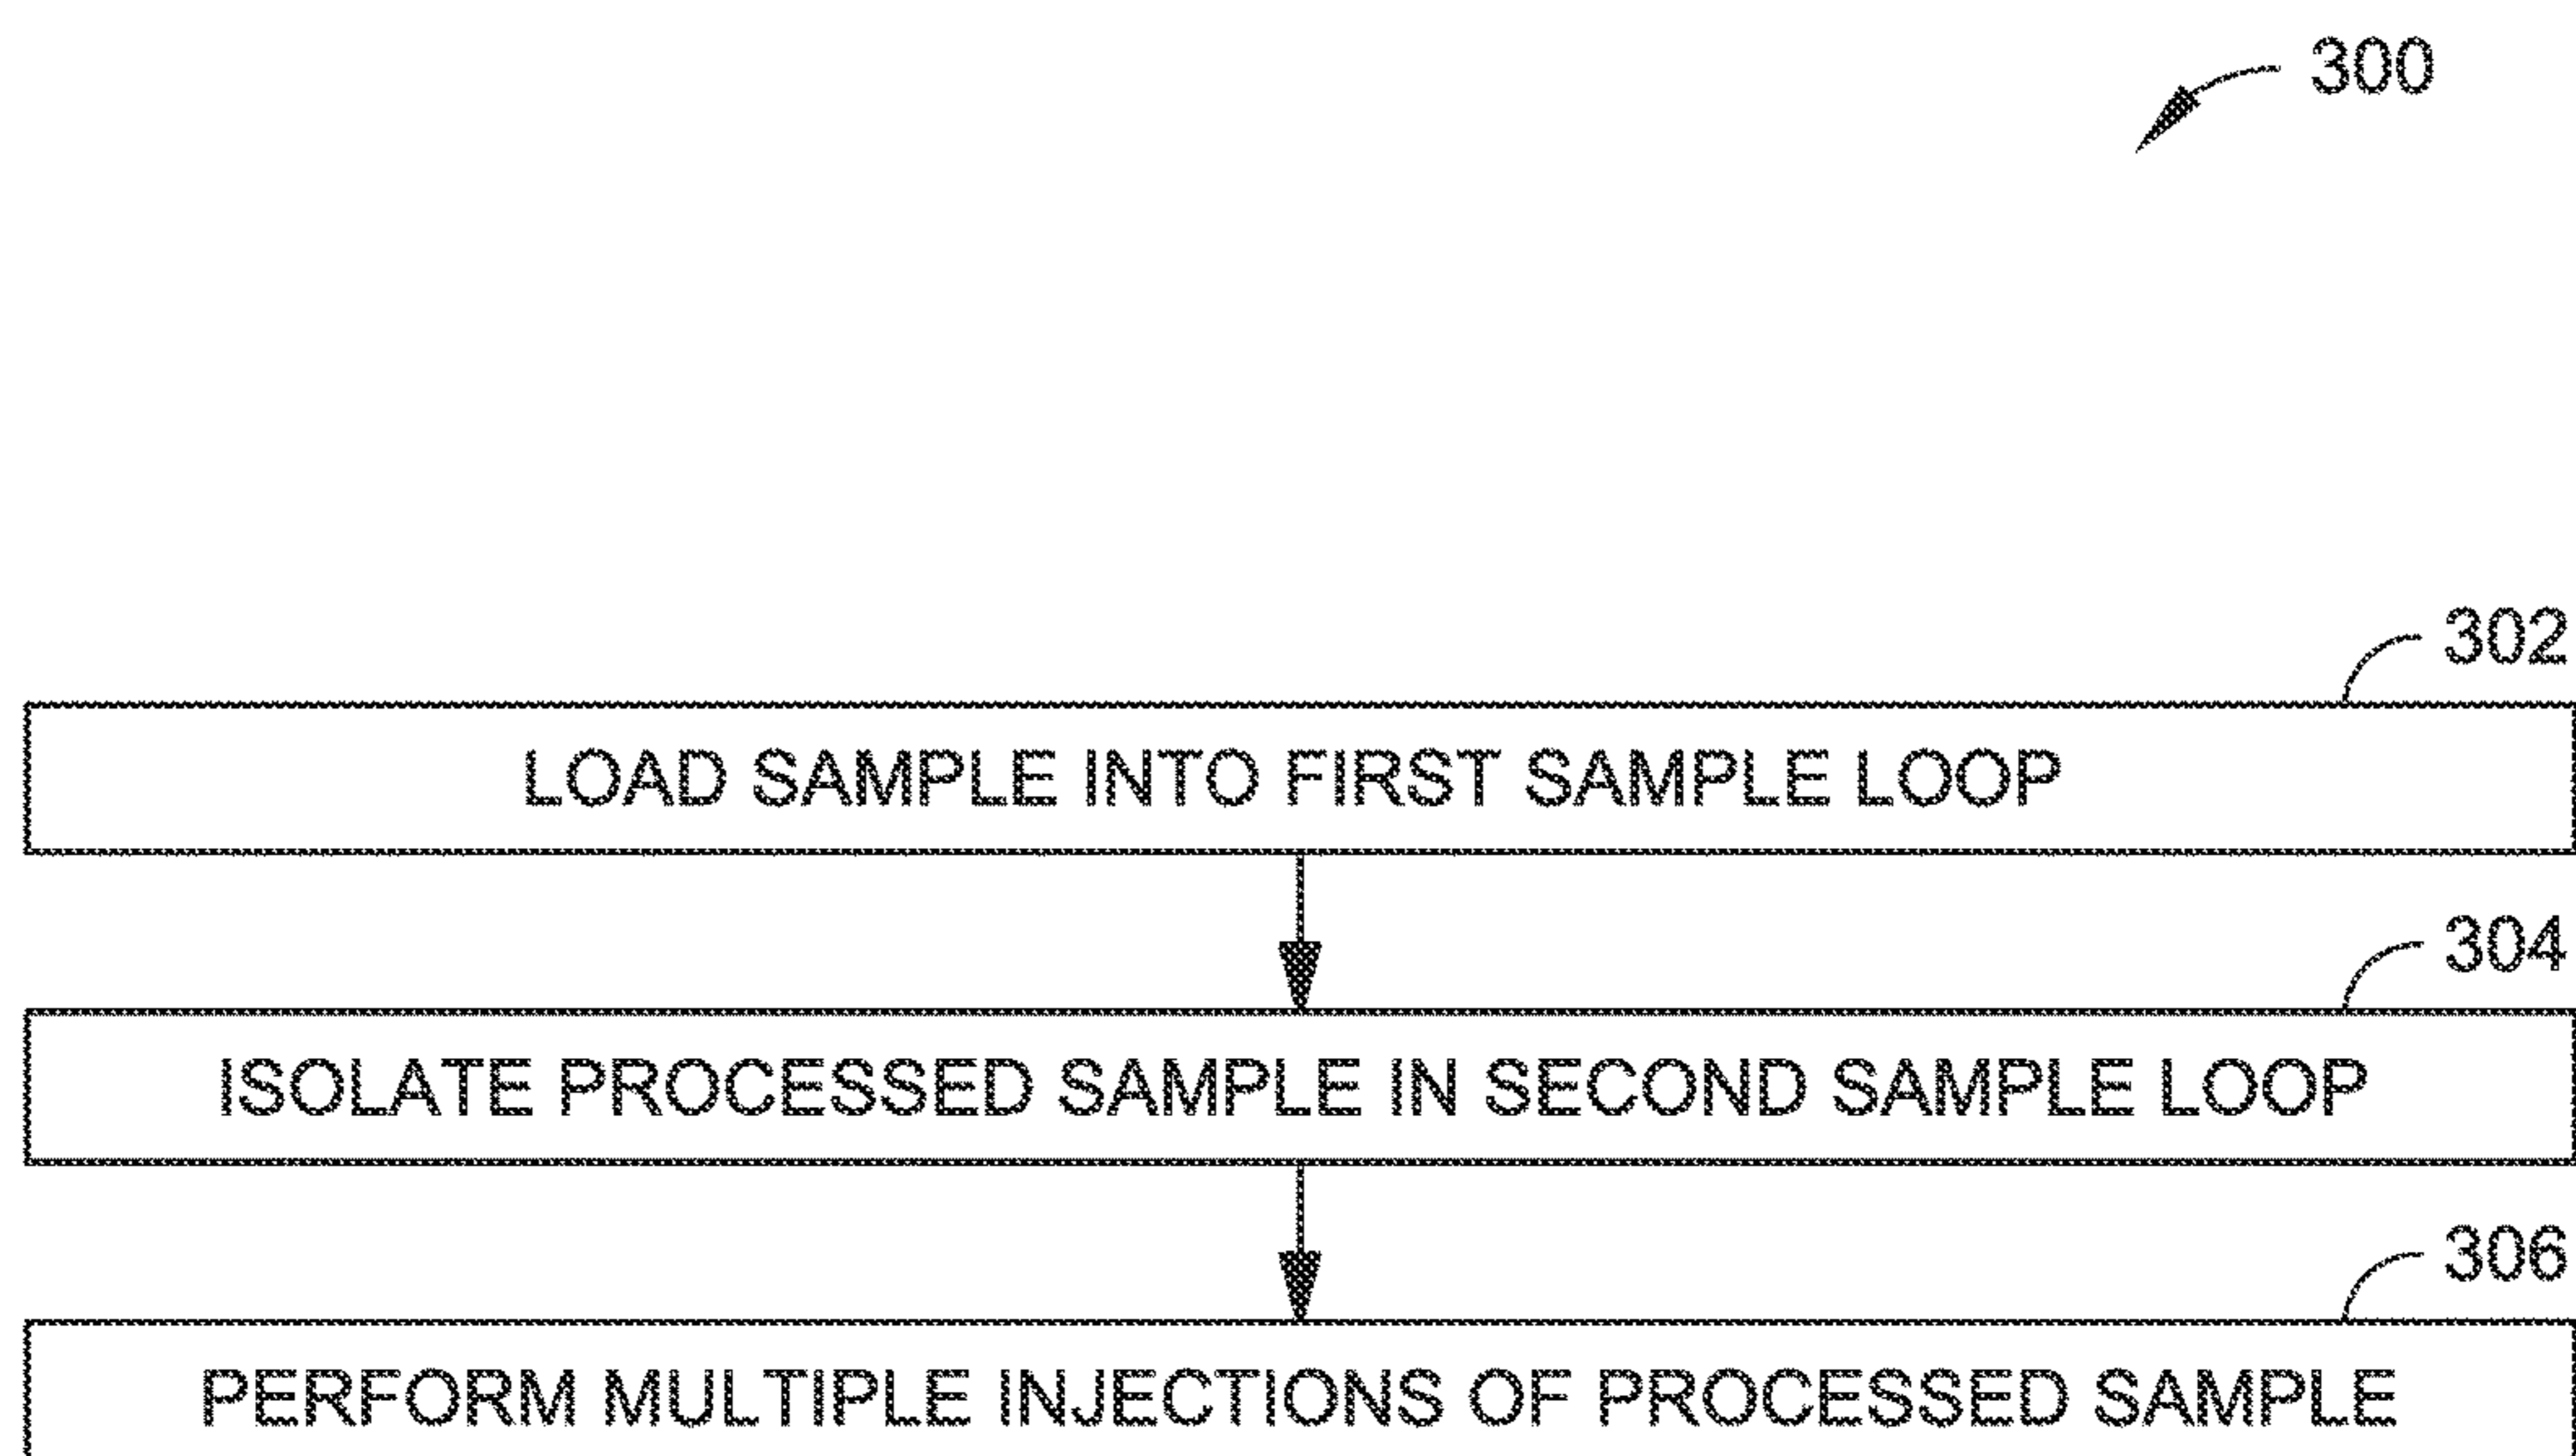 300
302
LOAD SAMPLE INTO FIRST SAMPLE LOOP
304
ISOLATE PROCESSED SAMPLE IN SECOND SAMPLE LOOP
306
PERFORM MULTIPLE INJECTIONS OF PROCESSED SAMPLE